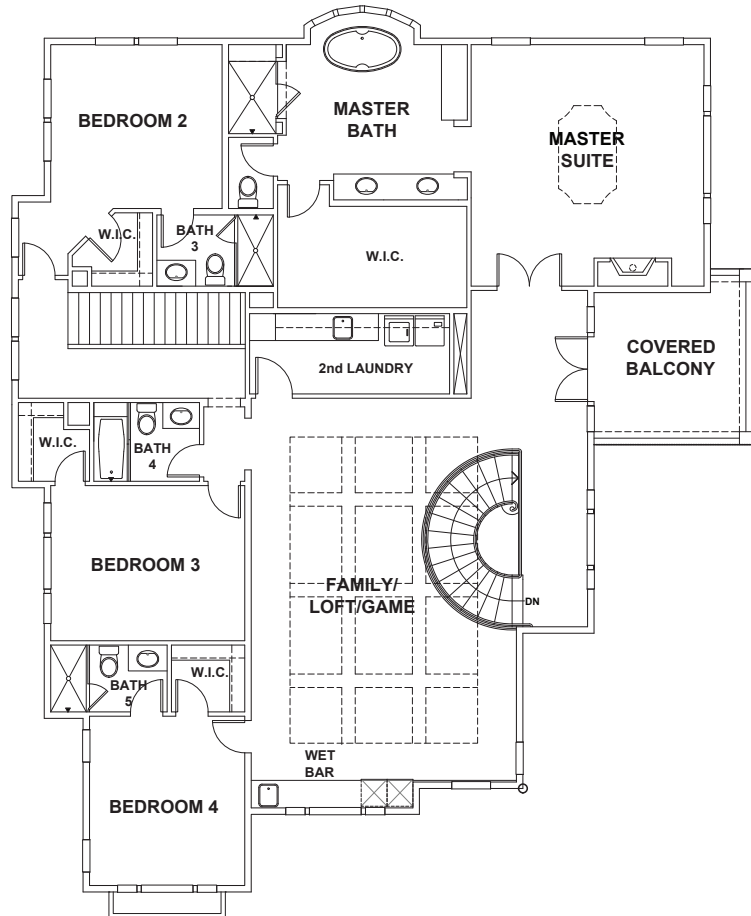 BEDROOM 2
MASTER
BATH
MASTER
SUITE
W.I.C.
BATH
3
W.I.C.
2nd LAUNDRY
COVERED
BALCONY
W.I.C.
BATH
4
BEDROOM 3
FAMILY/
LOFT/GAME
DN
W.I.C.
BATH
5
WET
BAR
BEDROOM 4